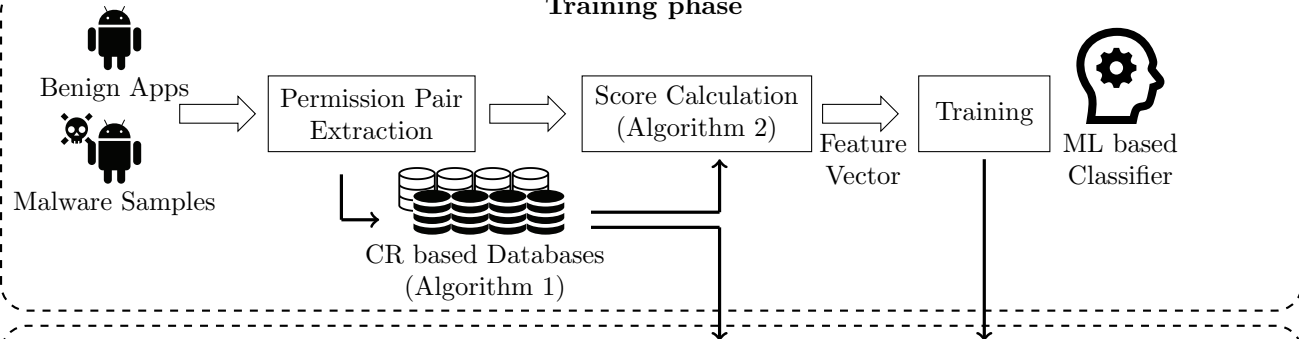 Training phase
Benign Apps
Malware Samples
Permission Pair
Extraction
CR based Databases
(Algorithm 1)
Score Calculation
(Algorithm 2)
Feature
Vector
Training
ML based
Classifier